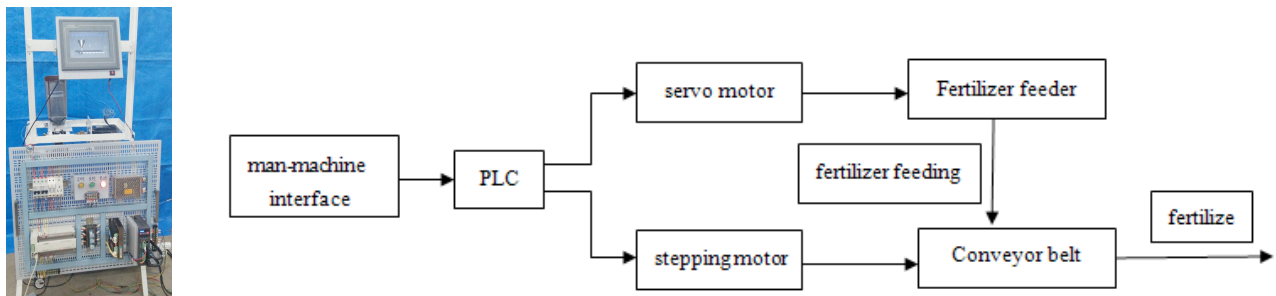 man-machine
interface
PLC
servo motor
Fertilizer feeder
fertilizer feeding
stepping motor
Conveyor belt
fertilize